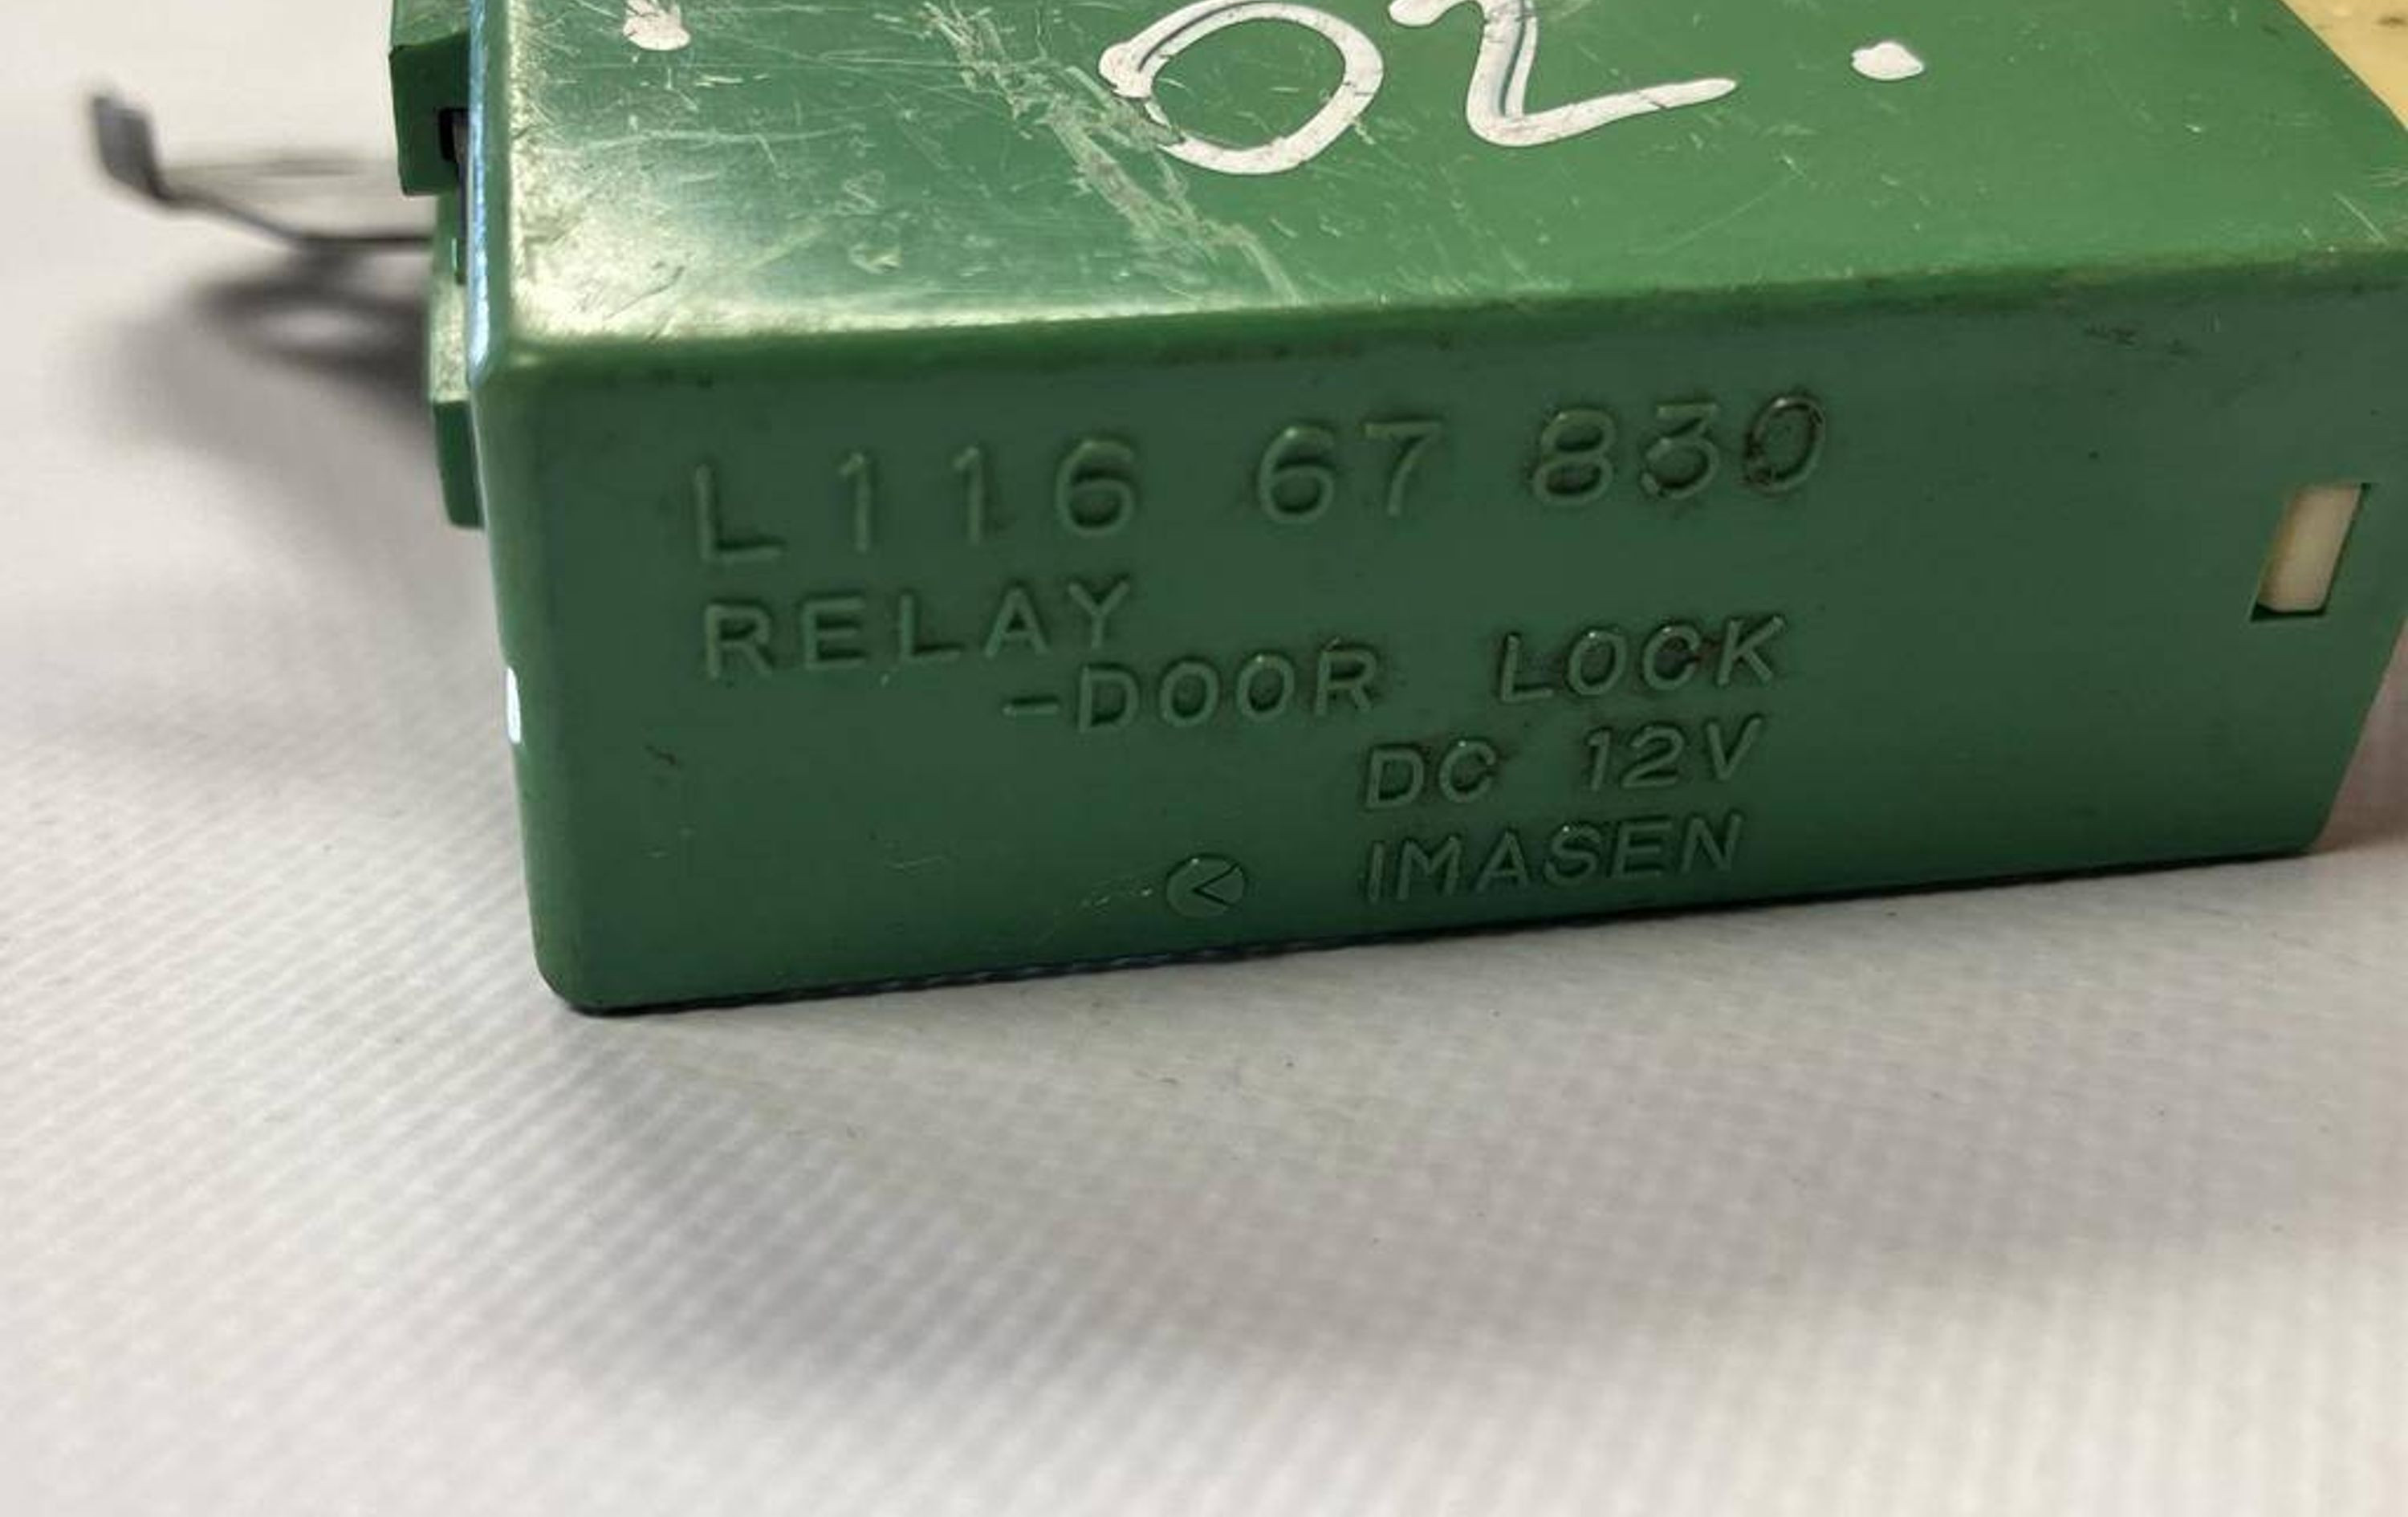 02.
L116 67 830
RELAY
-DOOR LOCK
DC 12V
IMASEN